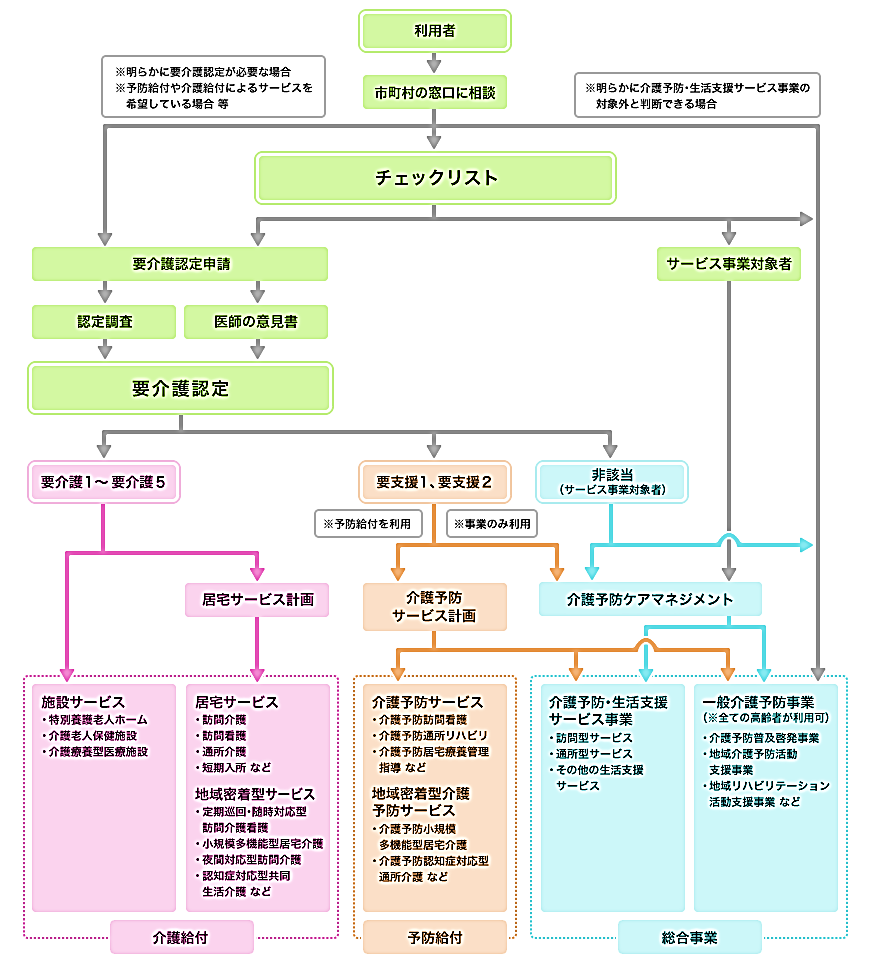 利用者
市町村の窓口に相談
※明らかに要介護認定が必要な場合
※予防給付や介護給付によるサービスを
希望している場合 等
※明らかに介護予防・生活支援サービス事業の
対象外と判断できる場合
チェックリスト
要介護認定申請
サービス事業対象者
認定調査
医師の意見書
要介護認定
要介護1〜要介護5
要支援1、要支援2
非該当
(サービス事業対象者)
※予防給付を利用
※事業のみ利用
居宅サービス計画
介護予防
サービス計画
介護予防ケアマネジメント
施設サービス
・特別養護老人ホーム
・介護老人保健施設
・介護療養型医療施設
居宅サービス
・訪問介護
・訪問看護
・通所介護
・短期入所 など
地域密着型サービス
・定期巡回・随時対応型
訪問介護看護
・小規模多機能型居宅介護
・夜間対応型訪問介護
・認知症対応型共同
生活介護 など
介護予防サービス
・介護予防訪問看護
・介護予防通所リハビリ
・介護予防居宅療養管理
指導 など
地域密着型介護
予防サービス
・介護予防小規模
多機能型居宅介護
・介護予防認知症対応型
通所介護 など
介護予防・生活支援
サービス事業
・訪問型サービス
・通所型サービス
・その他の生活支援
サービス
一般介護予防事業
(※全ての高齢者が利用可)
・介護予防普及啓発事業
・地域介護予防活動
支援事業
・地域リハビリテーション
活動支援事業 など
介護給付
予防給付
総合事業